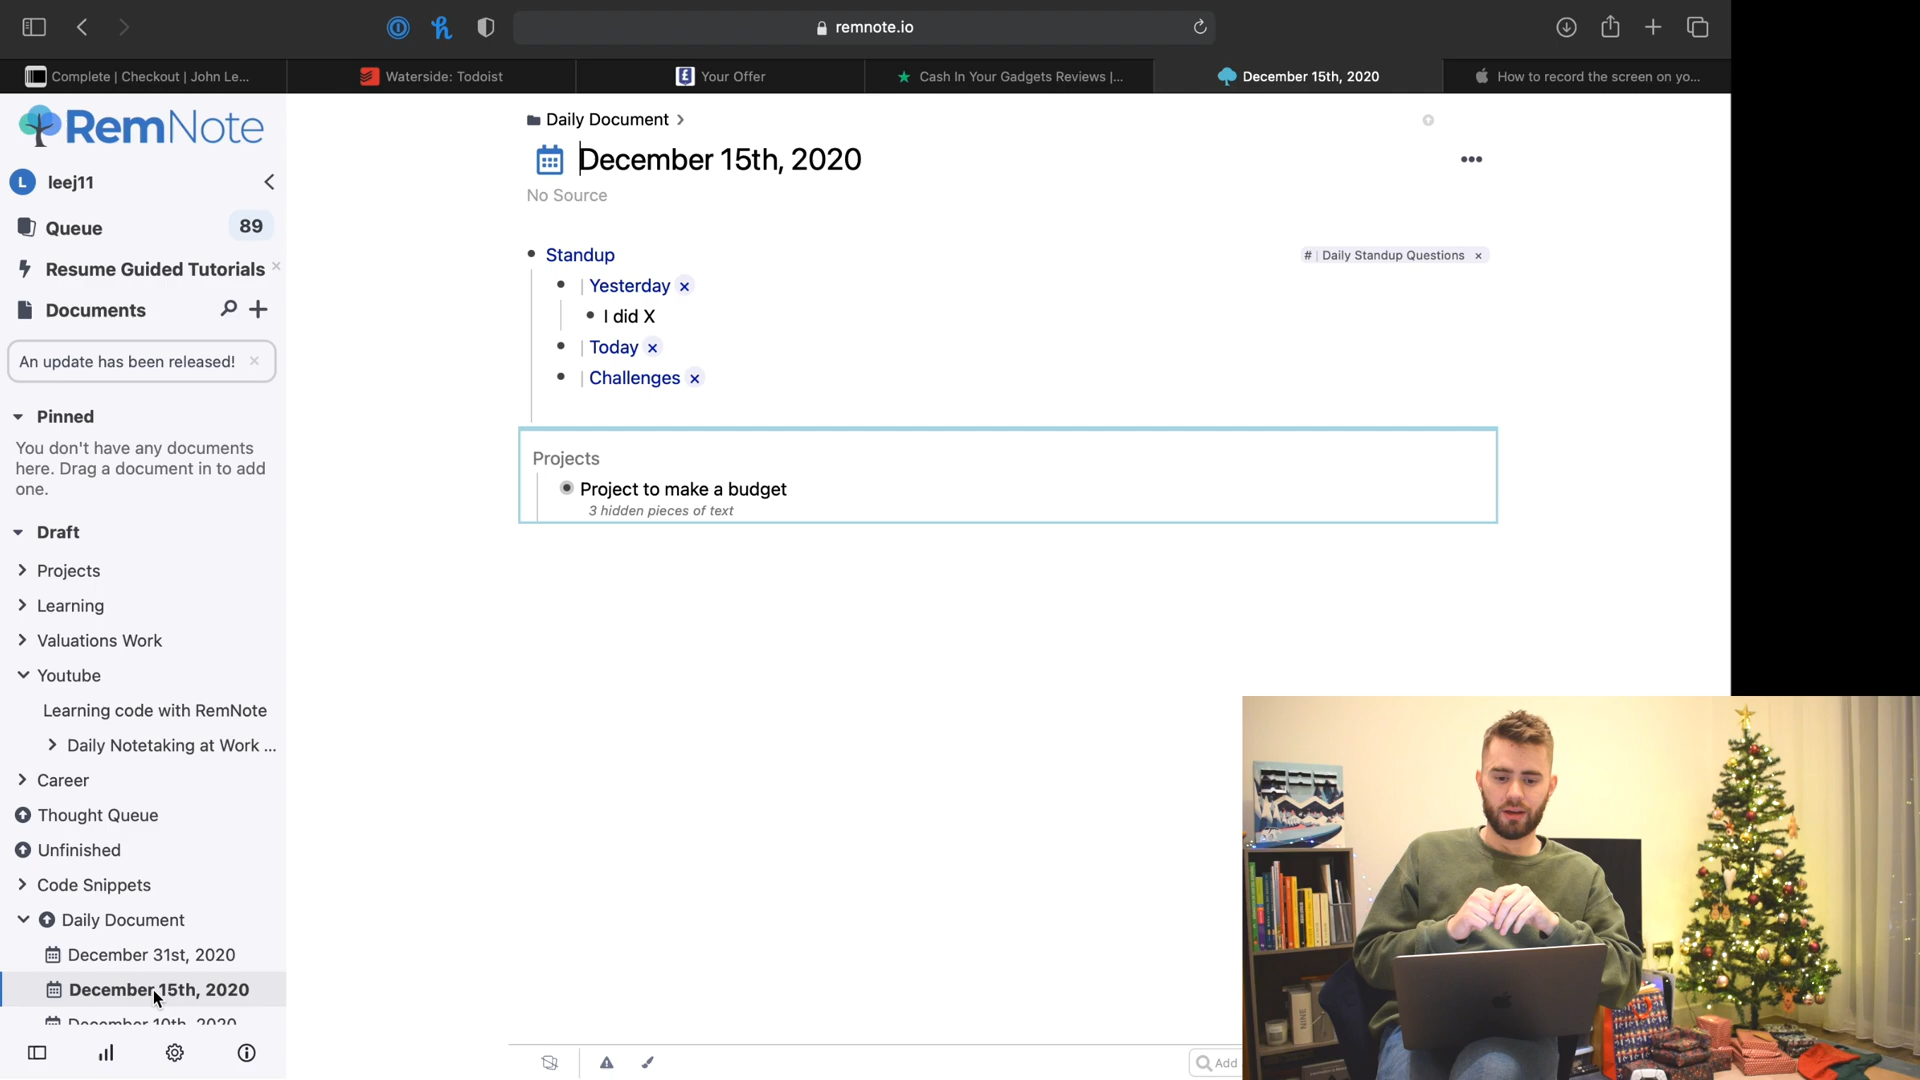 remnote.io
Complete | Checkout | John Le...
Waterside: Todoist
Your Offer
Cash In Your Gadgets Reviews |...
December 15th, 2020
How to record the screen on yo...
RemNote
L leej11
Queue 89
Resume Guided Tutorials
Documents
An update has been released!
Pinned
You don't have any documents
here. Drag a document in to add
one.
Draft
Projects
Learning
Valuations Work
Youtube
Learning code with RemNote
Daily Notetaking at Work ...
Career
Thought Queue
Unfinished
Code Snippets
Daily Document
December 31st, 2020
December 15th, 2020
December 10th, 2020
Daily Document
December 15th, 2020
No Source
Standup
# | Daily Standup Questions ×
Yesterday ×
I did X
Today ×
Challenges ×
Projects
Project to make a budget
3 hidden pieces of text
Add